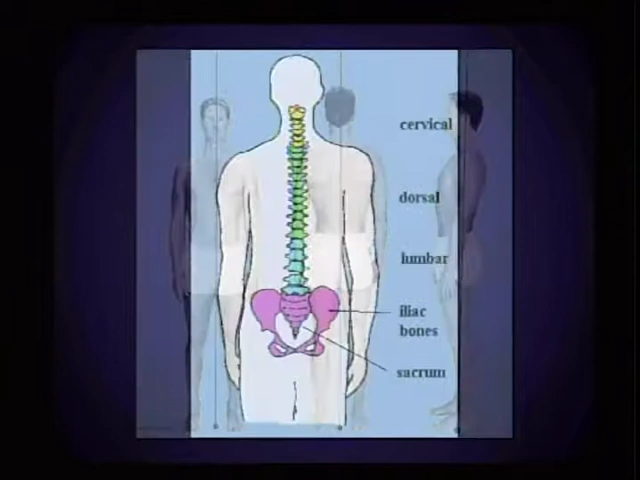 cervical
dorsal
lumbar
iliac
bones
sacrum